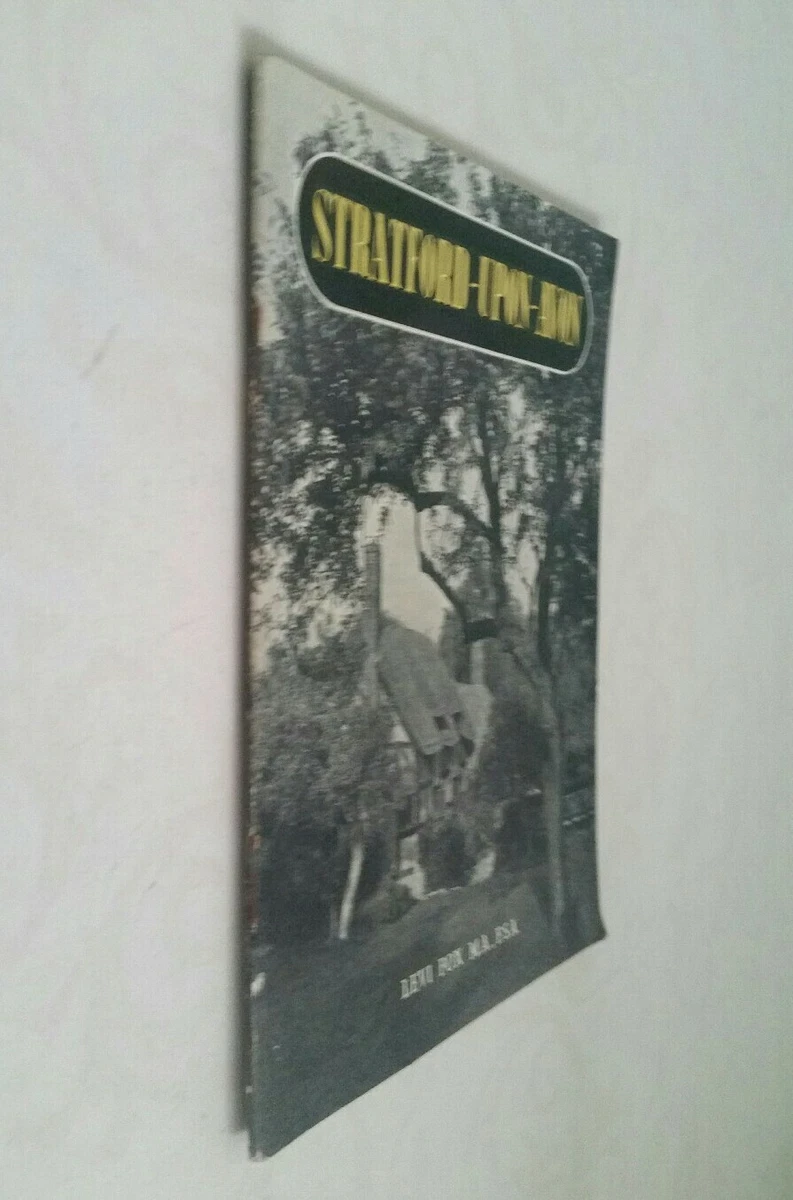 STRATFORD-UPON-AVON
LEVI FOX M.A., F.S.A.